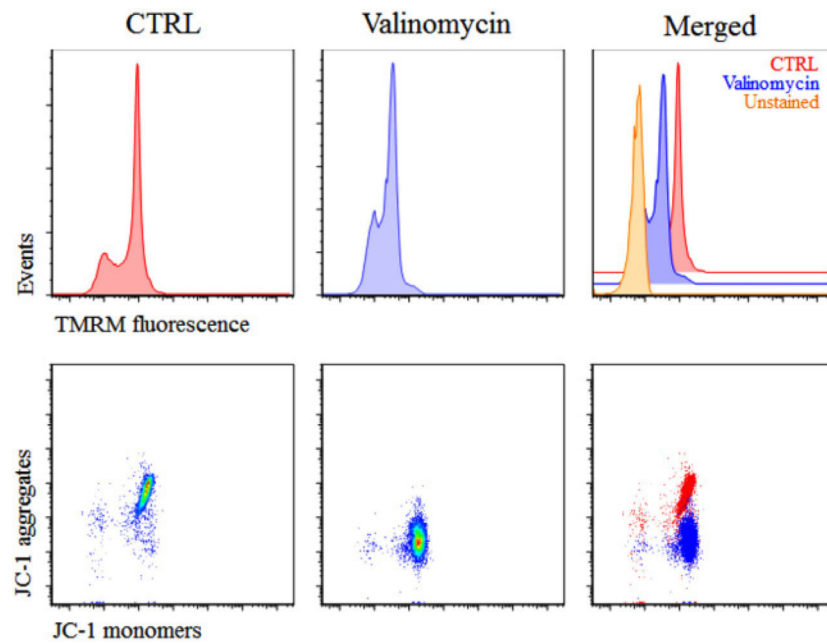 CTRL
Valinomycin
Merged
CTRL
Valinomycin
Unstained
Events
TMRM fluorescence
JC-1 aggregates
JC-1 monomers